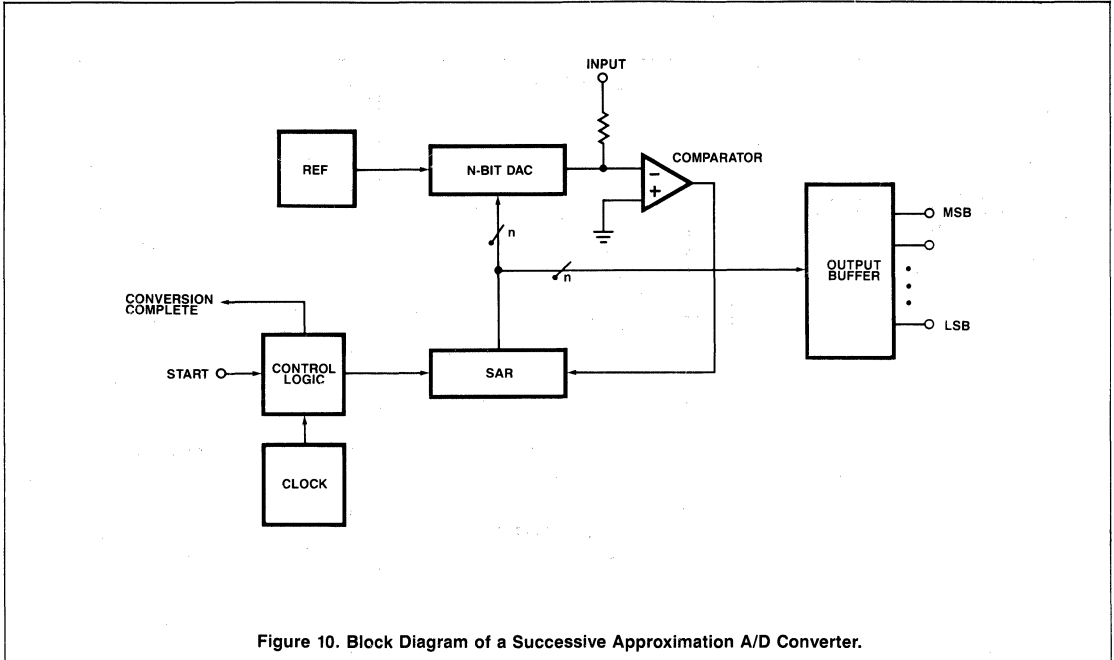 INPUT
REF
N-BIT DAC
COMPARATOR
−
+
n
n
MSB
OUTPUT
BUFFER
LSB
CONVERSION
COMPLETE
START
CONTROL
LOGIC
SAR
CLOCK
Figure 10. Block Diagram of a Successive Approximation A/D Converter.